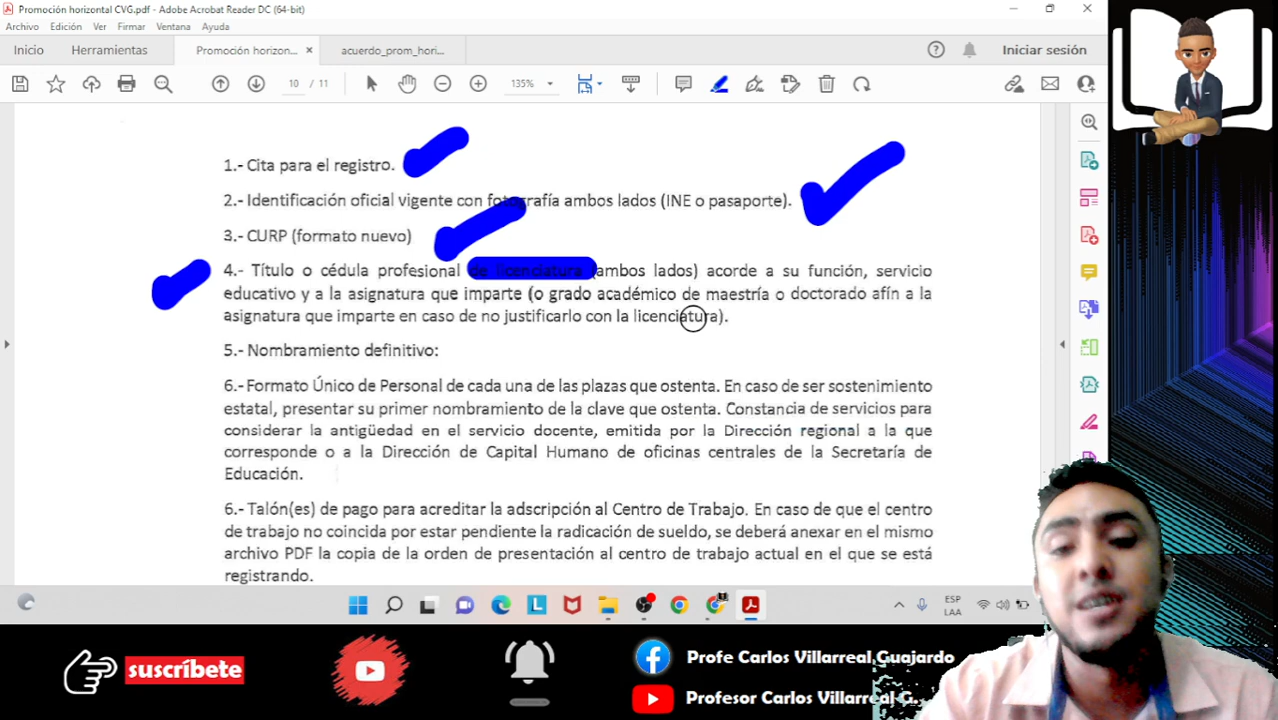 Promoción horizontal CVG.pdf - Adobe Acrobat Reader DC (64-bit)
Archivo Edición Ver Firmar Ventana Ayuda
Inicio Herramientas Promoción horizon... × acuerdo_prom_hori... Iniciar sesión
10 / 11 135%
1.- Cita para el registro.
2.- Identificación oficial vigente con fotografía ambos lados (INE o pasaporte).
3.- CURP (formato nuevo)
4.- Título o cédula profesional de licenciatura (ambos lados) acorde a su función, servicio
educativo y a la asignatura que imparte (o grado académico de maestría o doctorado afín a la
asignatura que imparte en caso de no justificarlo con la licenciatura).
5.- Nombramiento definitivo:
6.- Formato Único de Personal de cada una de las plazas que ostenta. En caso de ser sostenimiento
estatal, presentar su primer nombramiento de la clave que ostenta. Constancia de servicios para
considerar la antigüedad en el servicio docente, emitida por la Dirección regional a la que
corresponde o a la Dirección de Capital Humano de oficinas centrales de la Secretaría de
Educación.
6.- Talón(es) de pago para acreditar la adscripción al Centro de Trabajo. En caso de que el centro
de trabajo no coincida por estar pendiente la radicación de sueldo, se deberá anexar en el mismo
archivo PDF la copia de la orden de presentación al centro de trabajo actual en el que se está
registrando.
ESP
LAA
suscríbete
Profe Carlos Villarreal Guajardo
Profesor Carlos Villarreal G.